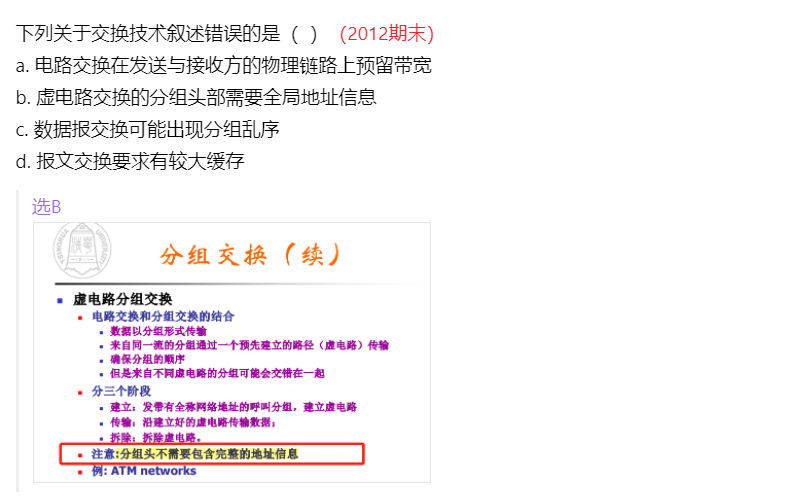 下列关于交换技术叙述错误的是（ ）（2012期末）
a. 电路交换在发送与接收方的物理链路上预留带宽
b. 虚电路交换的分组头部需要全局地址信息
c. 数据报交换可能出现分组乱序
d. 报文交换要求有较大缓存
选B
分组交换（续）
虚电路分组交换
电路交换和分组交换的结合
数据以分组形式传输
来自同一流的分组通过一个预先建立的路径（虚电路）传输
确保分组的顺序
但是来自不同虚电路的分组可能会交错在一起
分三个阶段
建立：发带有全称网络地址的呼叫分组，建立虚电路
传输：沿建立好的虚电路传输数据；
拆除：拆除虚电路。
注意:分组头不需要包含完整的地址信息
例: ATM networks